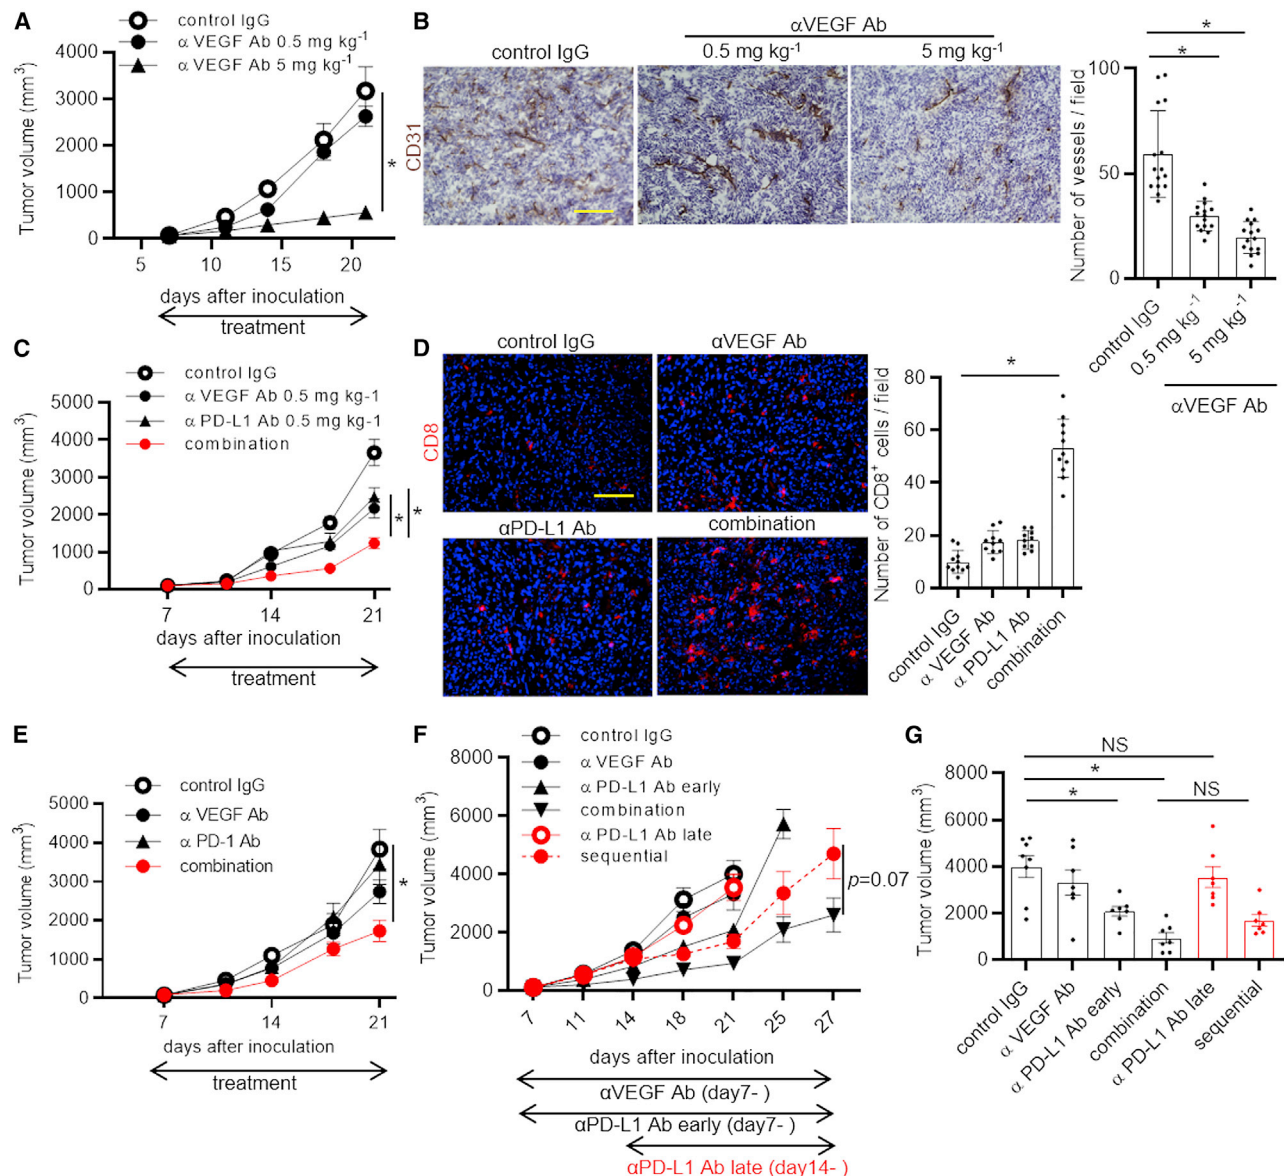 A
control IgG
α VEGF Ab 0.5 mg kg-1
α VEGF Ab 5 mg kg-1
Tumor volume (mm3)
4000
3000
2000
1000
0
5
10
15
20
days after inoculation
treatment
*
B
αVEGF Ab
control IgG
0.5 mg kg-1
5 mg kg-1
CD31
*
*
Number of vessels / field
100
50
0
control IgG
0.5 mg kg-1
5 mg kg-1
αVEGF Ab
C
control IgG
α VEGF Ab 0.5 mg kg-1
α PD-L1 Ab 0.5 mg kg-1
combination
Tumor volume (mm3)
5000
4000
3000
2000
1000
0
7
14
21
days after inoculation
treatment
*
*
D
control IgG
αVEGF Ab
CD8
αPD-L1 Ab
combination
*
Number of CD8+ cells / field
80
60
40
20
0
control IgG
α VEGF Ab
α PD-L1 Ab
combination
E
control IgG
α VEGF Ab
α PD-1 Ab
combination
Tumor volume (mm3)
5000
4000
3000
2000
1000
0
7
14
21
days after inoculation
treatment
*
F
control IgG
α VEGF Ab
α PD-L1 Ab early
combination
α PD-L1 Ab late
sequential
Tumor volume (mm3)
8000
6000
4000
2000
0
7
11
14
18
21
25
27
p=0.07
days after inoculation
αVEGF Ab (day7- )
αPD-L1 Ab early (day7- )
αPD-L1 Ab late (day14- )
G
NS
*
*
NS
Tumor volume (mm3)
8000
6000
4000
2000
0
control IgG
α VEGF Ab
α PD-L1 Ab early
combination
α PD-L1 Ab late
sequential